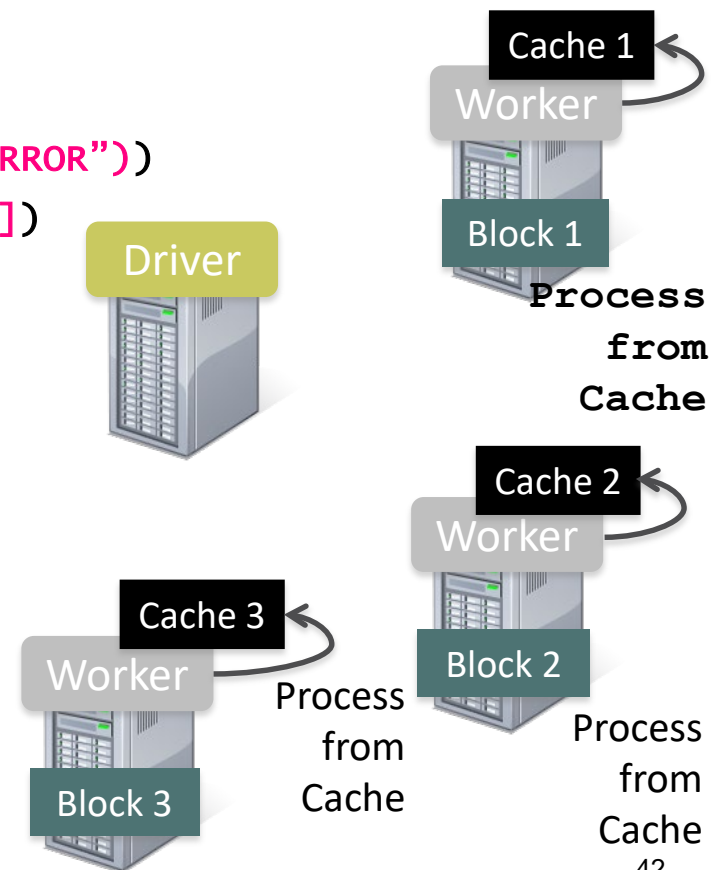 Cache 1
Worker
RROR”))
])
Driver
Block 1
Process
from
Cache
Cache 2
Worker
Cache 3
Worker
Block 2
Process
from
Cache
Block 3
Process
from
Cache
42